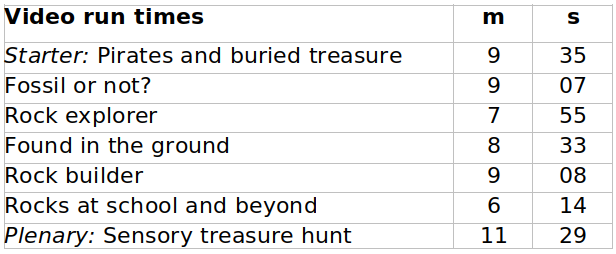 Video run times m s
Starter: Pirates and buried treasure 9 35
Fossil or not? 9 07
Rock explorer 7 55
Found in the ground 8 33
Rock builder 9 08
Rocks at school and beyond 6 14
Plenary: Sensory treasure hunt 11 29